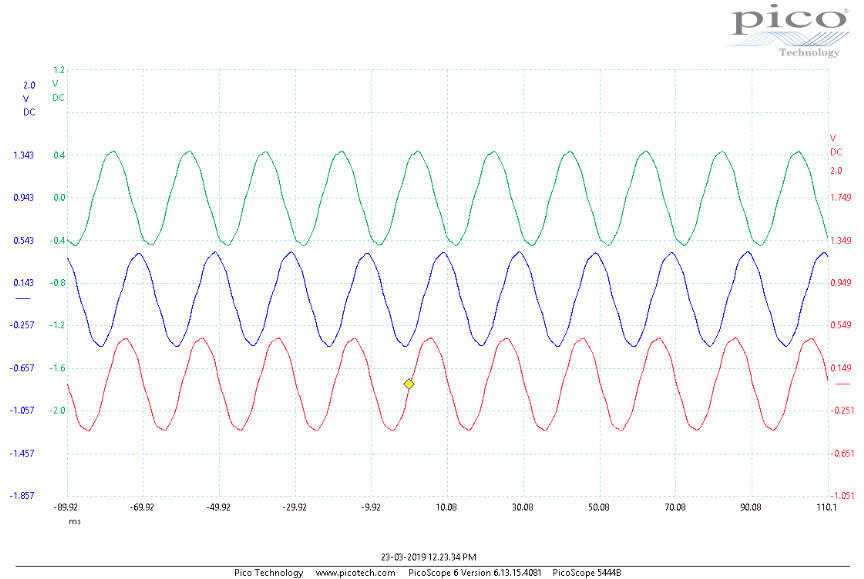 pico®
Technology
2.0
V
DC
1.2
V
DC
V
DC
2.0
1.343
0.4
0.943
0.0
1.749
0.543
-0.4
1.349
0.143
-0.8
0.949
-0.257
-1.2
0.549
-0.657
-1.6
0.149
-1.057
-2.0
-0.251
-1.457
-0.651
-1.857
-1.051
-89.92 -69.92 -49.92 -29.92 -9.92 10.08 30.08 50.08 70.08 90.08 110.1
ms
23-03-2019 12.23.34 PM
Pico Technology www.picotech.com PicoScope 6 Version 6.13.15.4081 PicoScope 5444B